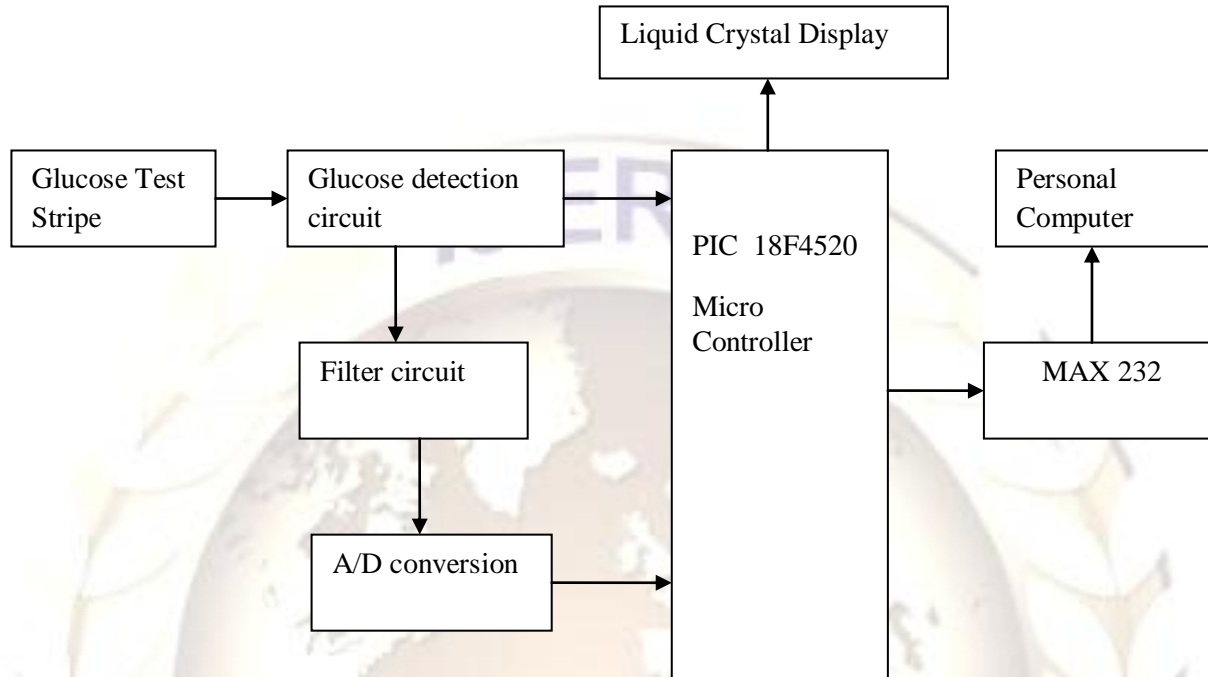 Liquid Crystal Display
Glucose Test
Stripe
Glucose detection
circuit
Personal
Computer
PIC 18F4520
Micro
Controller
Filter circuit
MAX 232
A/D conversion